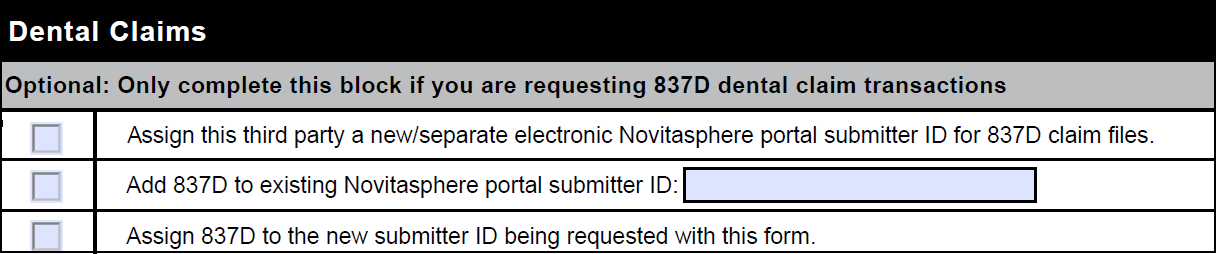 Dental Claims
Optional: Only complete this block if you are requesting 837D dental claim transactions
Assign this third party a new/separate electronic Novitasphere portal submitter ID for 837D claim files.
Add 837D to existing Novitasphere portal submitter ID:
Assign 837D to the new submitter ID being requested with this form.